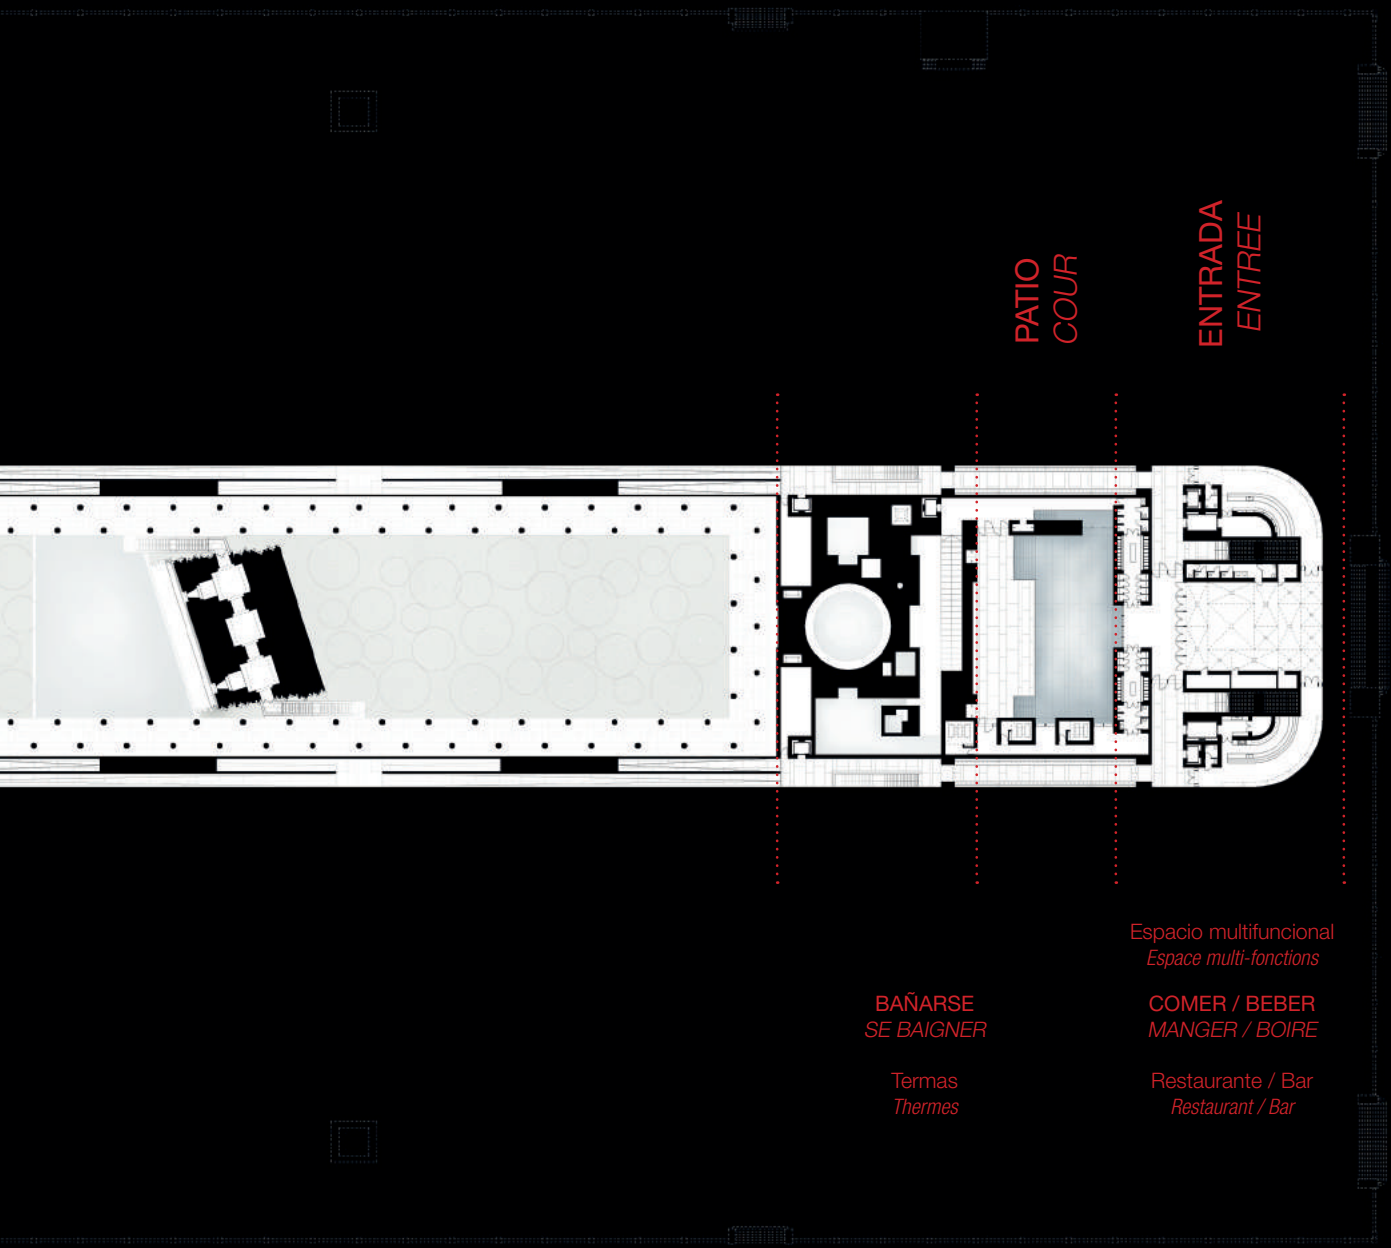 PATIO
COUR
ENTRADA
ENTREE
Espacio multifuncional
Espace multi-fonctions
BAÑARSE
SE BAIGNER
COMER / BEBER
MANGER / BOIRE
Termas
Thermes
Restaurante / Bar
Restaurant / Bar